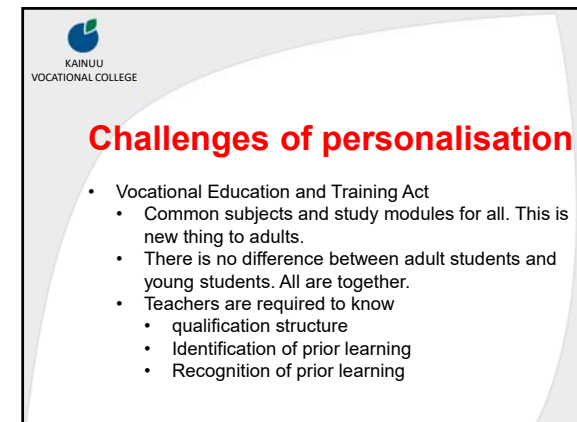 KAINUU
VOCATIONAL COLLEGE
Challenges of personalisation
• Vocational Education and Training Act
• Common subjects and study modules for all. This is
new thing to adults.
• There is no difference between adult students and
young students. All are together.
• Teachers are required to know
• qualification structure
• Identification of prior learning
• Recognition of prior learning